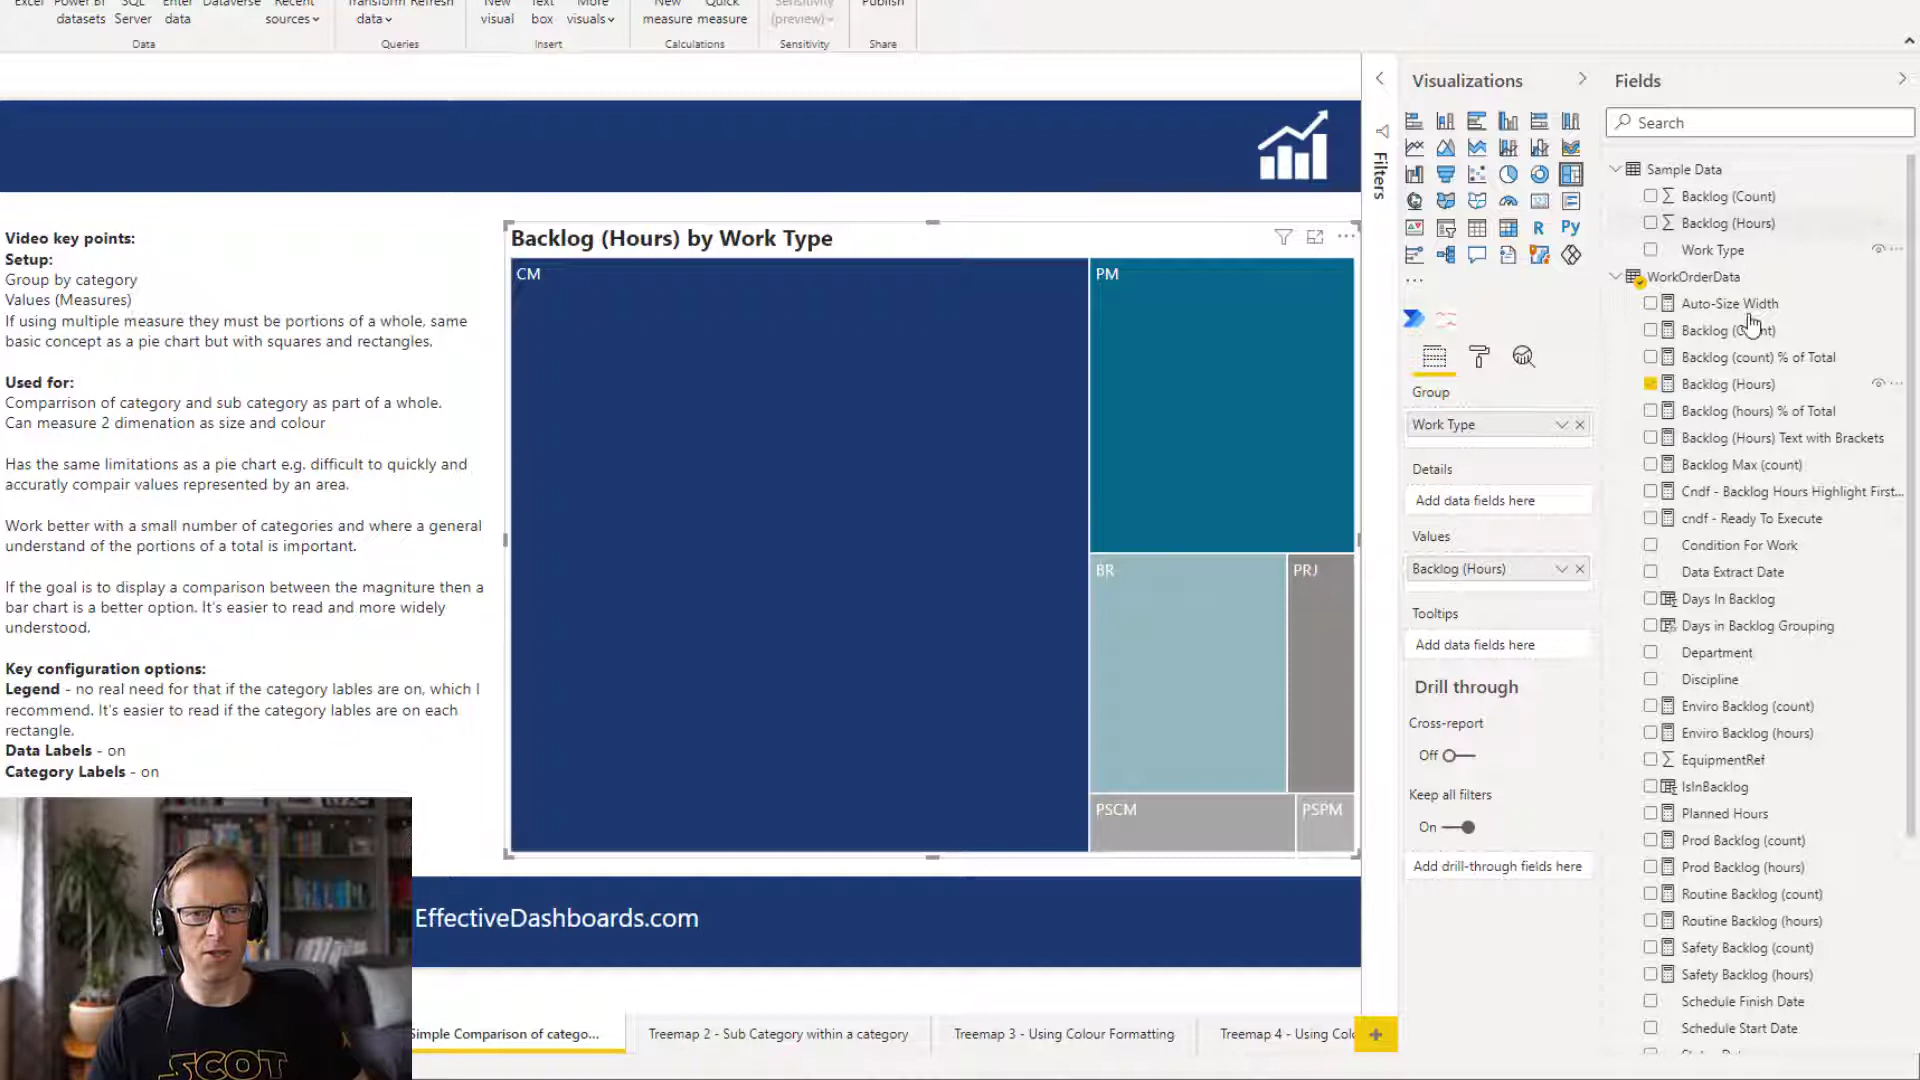 Excel
Power BI
datasets
SQL
Server
Enter
data
Dataverse
Recent
sources
Transform
data
Refresh
New
visual
Text
box
More
visuals
New
measure
Quick
measure
Sensitivity
(preview)
Publish
Data
Queries
Insert
Calculations
Sensitivity
Share
Video key points:
Setup:
Group by category
Values (Measures)
If using multiple measure they must be portions of a whole, same
basic concept as a pie chart but with squares and rectangles.
Used for:
Comparrison of category and sub category as part of a whole.
Can measure 2 dimenation as size and colour
Has the same limitations as a pie chart e.g. difficult to quickly and
accuratly compair values represented by an area.
Work better with a small number of categories and where a general
understand of the portions of a total is important.
If the goal is to display a comparison between the magniture then a
bar chart is a better option. It's easier to read and more widely
understood.
Key configuration options:
Legend - no real need for that if the category lables are on, which I
recommend. It's easier to read if the category lables are on each
rectangle.
Data Labels - on
Category Labels - on
Backlog (Hours) by Work Type
CM
PM
BR
PRJ
PSCM
PSPM
EffectiveDashboards.com
SCOT
Simple Comparison of catego...
Treemap 2 - Sub Category within a category
Treemap 3 - Using Colour Formatting
Treemap 4 - Using Colo
Filters
Visualizations
R
Py
Group
Work Type
Details
Add data fields here
Values
Backlog (Hours)
Tooltips
Add data fields here
Drill through
Cross-report
Off
Keep all filters
On
Add drill-through fields here
Fields
Search
Sample Data
Backlog (Count)
Backlog (Hours)
Work Type
WorkOrderData
Auto-Size Width
Backlog (Count)
Backlog (count) % of Total
Backlog (Hours)
Backlog (hours) % of Total
Backlog (Hours) Text with Brackets
Backlog Max (count)
Cndf - Backlog Hours Highlight First...
cndf - Ready To Execute
Condition For Work
Data Extract Date
Days In Backlog
Days in Backlog Grouping
Department
Discipline
Enviro Backlog (count)
Enviro Backlog (hours)
EquipmentRef
IsInBacklog
Planned Hours
Prod Backlog (count)
Prod Backlog (hours)
Routine Backlog (count)
Routine Backlog (hours)
Safety Backlog (count)
Safety Backlog (hours)
Schedule Finish Date
Schedule Start Date